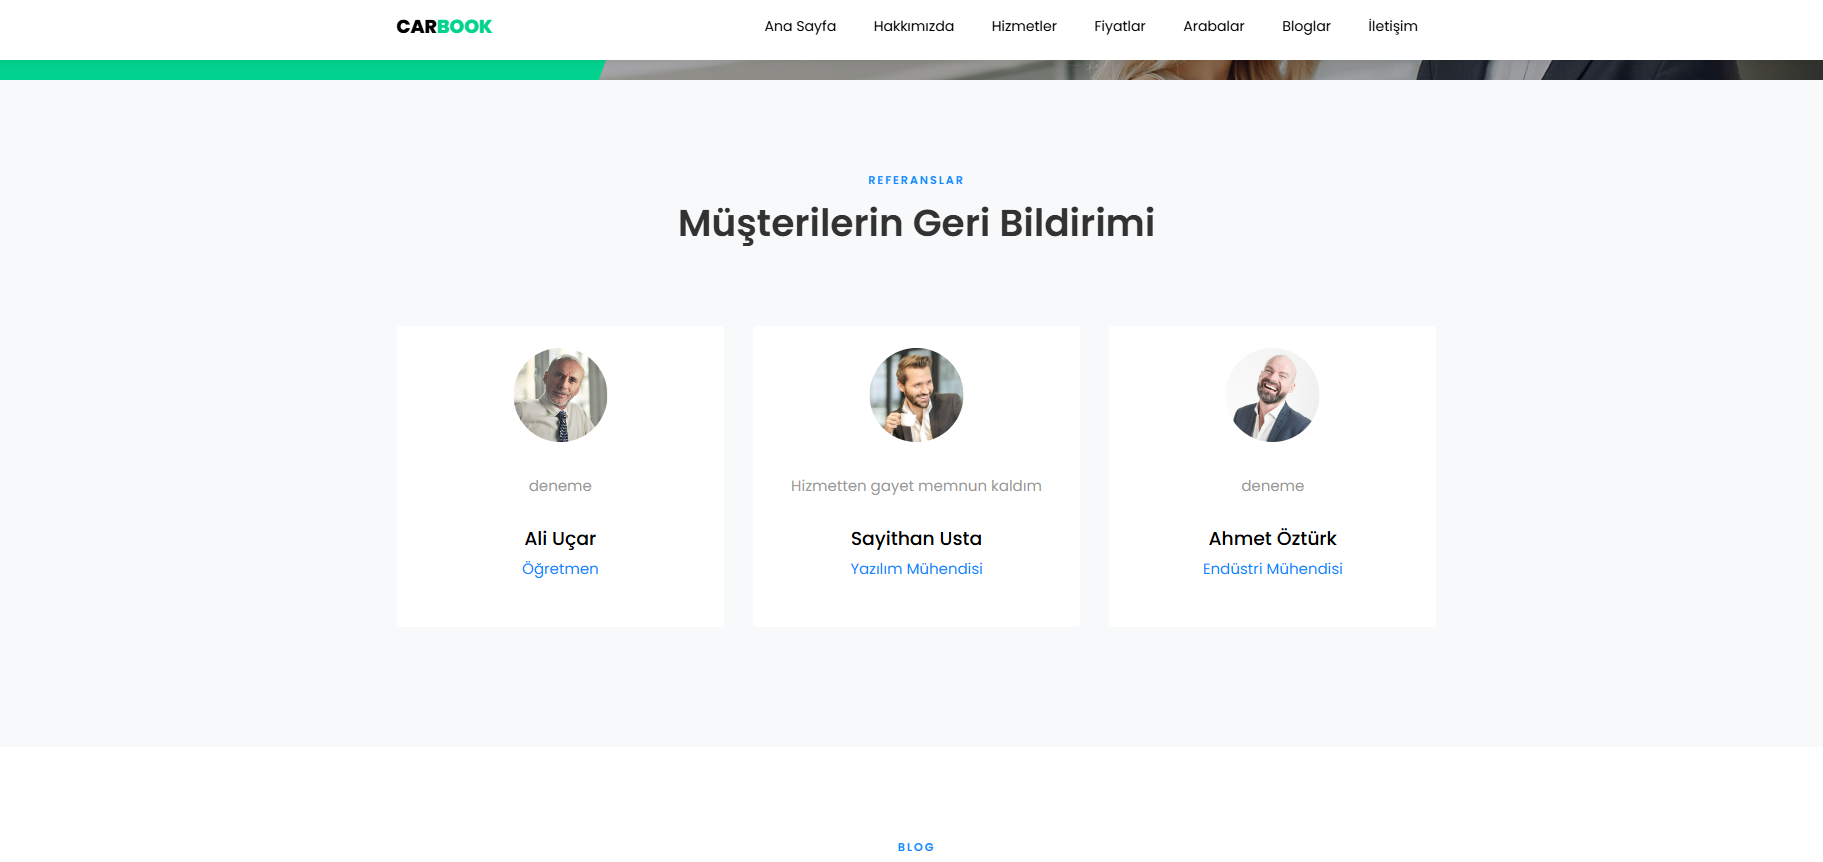 CARBOOK
Ana Sayfa Hakkımızda Hizmetler Fiyatlar Arabalar Bloglar İletişim
REFERANSLAR
Müşterilerin Geri Bildirimi
deneme
Ali Uçar
Öğretmen
Hizmetten gayet memnun kaldım
Sayithan Usta
Yazılım Mühendisi
deneme
Ahmet Öztürk
Endüstri Mühendisi
BLOG